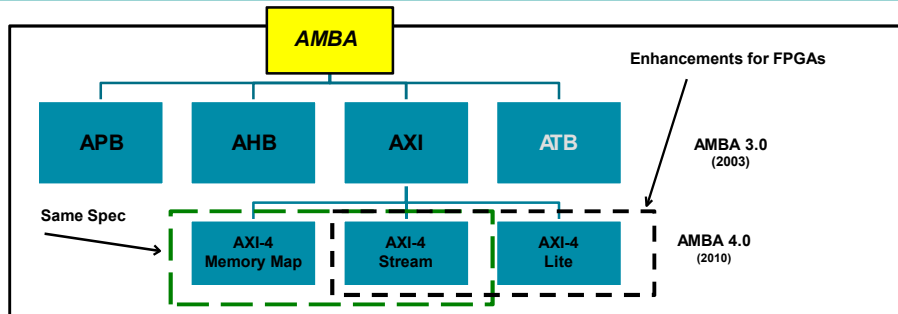 AMBA
Enhancements for FPGAs
APB
AHB
AXI
ATB
AMBA 3.0
(2003)
Same Spec
AXI-4
Memory Map
AXI-4
Stream
AXI-4
Lite
AMBA 4.0
(2010)